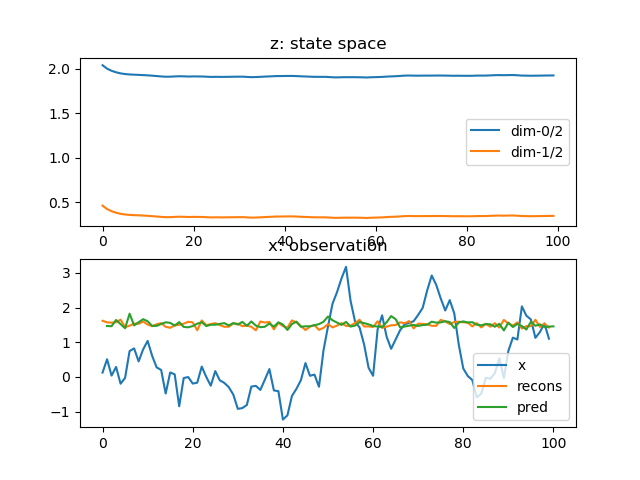 z: state space
2.0
1.5
1.0
0.5
dim-0/2
dim-1/2
0 20 40 60 80 100
x: observation
3
2
1
0
−1
x
recons
pred
0 20 40 60 80 100